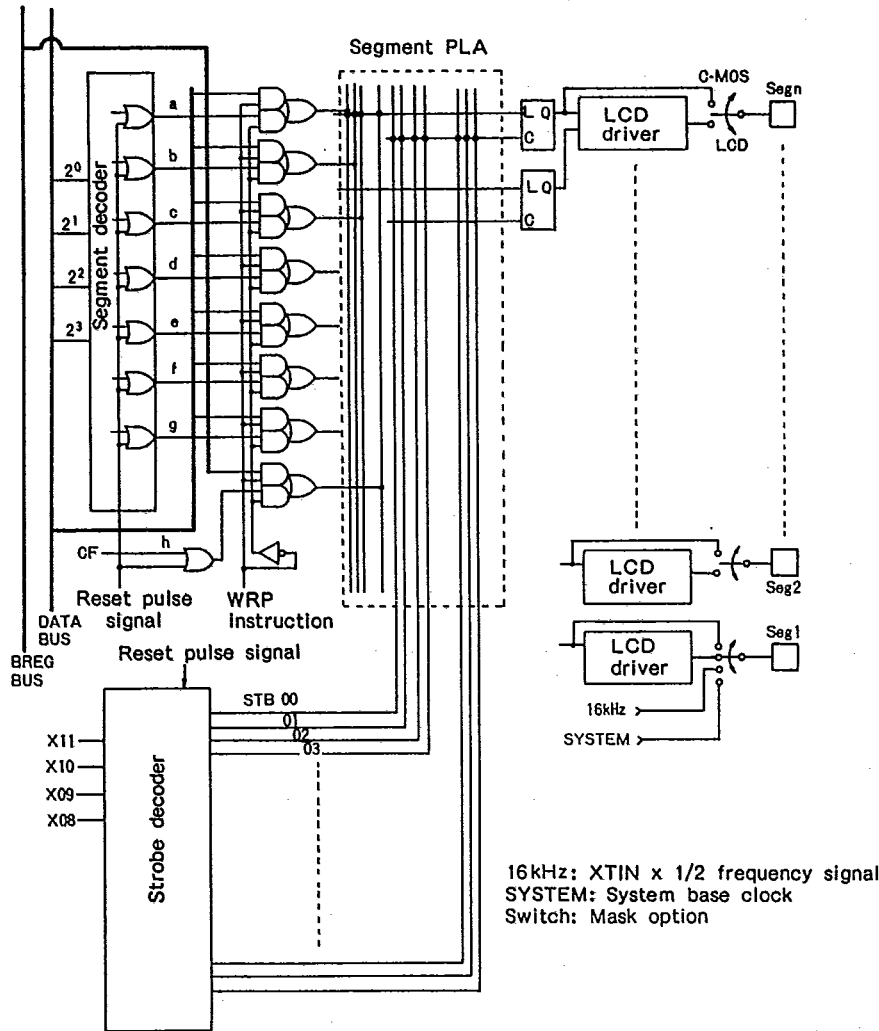 Segment PLA
C-MOS
Segn
L Q
C
LCD
driver
LCD
L Q
C
a
b
c
d
e
f
g
h
2⁰
2¹
2²
2³
Segment decoder
CF
Reset pulse
signal
WRP
instruction
DATA
BUS
BREG
BUS
LCD
driver
Seg2
LCD
driver
Seg1
16kHz
SYSTEM
Reset pulse signal
STB 00
01
02
03
X11
X10
X09
X08
Strobe decoder
16kHz: XTIN x 1/2 frequency signal
SYSTEM: System base clock
Switch: Mask option